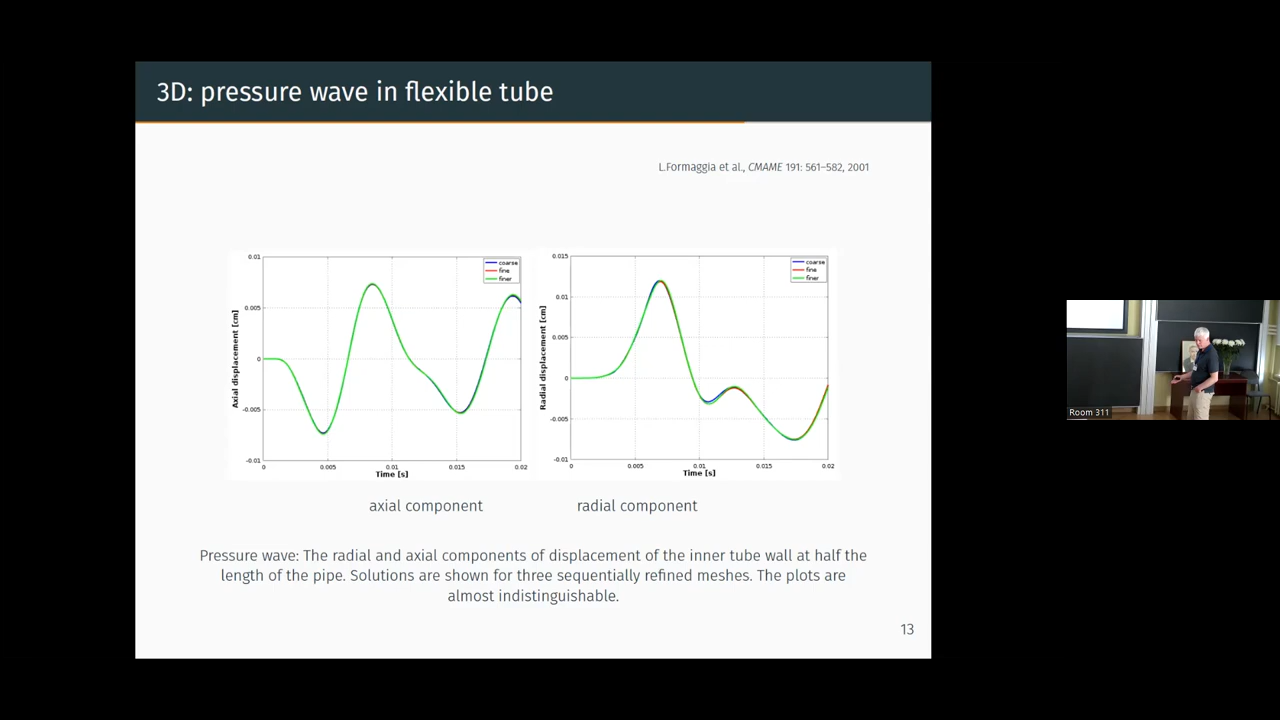 3D: pressure wave in flexible tube
L.Formaggia et al., CMAME 191: 561–582, 2001
0.01
0.005
0
-0.005
-0.01
Axial displacement [cm]
coarse
fine
finer
0 0.005 0.01 0.015 0.02
Time [s]
0.015
0.01
0.005
0
-0.005
-0.01
Radial displacement [cm]
coarse
fine
finer
0 0.005 0.01 0.015 0.02
Time [s]
axial component
radial component
Pressure wave: The radial and axial components of displacement of the inner tube wall at half the
length of the pipe. Solutions are shown for three sequentially refined meshes. The plots are
almost indistinguishable.
13
Room 311